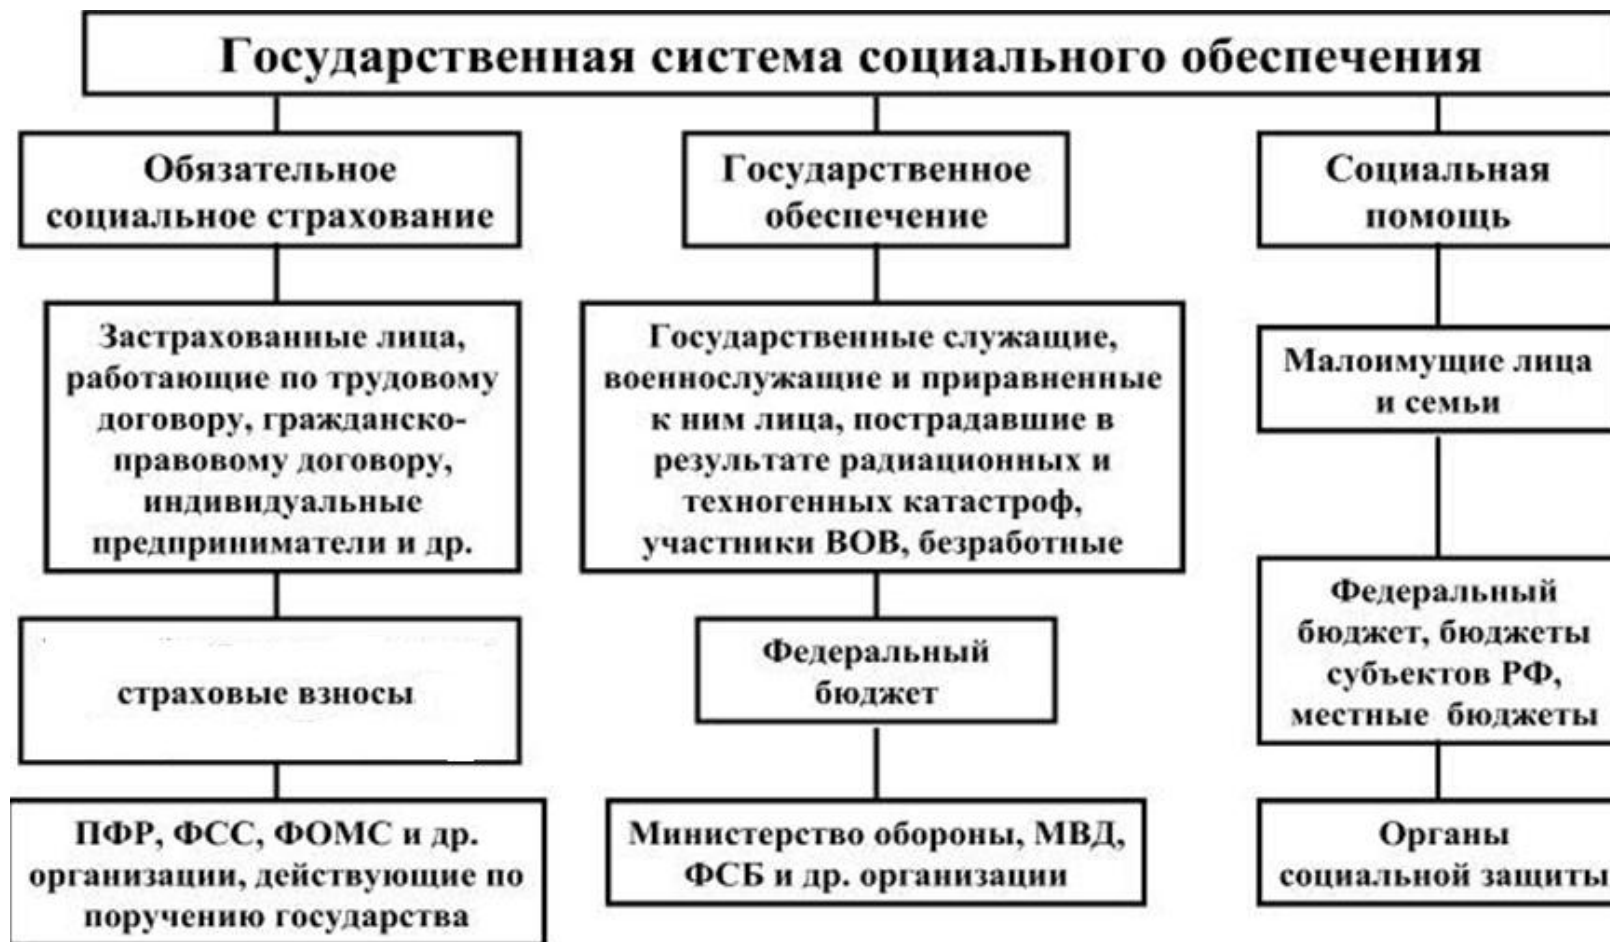 Государственная система социального обеспечения
Обязательное
социальное страхование
Государственное
обеспечение
Социальная
помощь
Застрахованные лица,
работающие по трудовому
договору, гражданско-
правовому договору,
индивидуальные
предприниматели и др.
Государственные служащие,
военнослужащие и приравненные
к ним лица, пострадавшие в
результате радиационных и
техногенных катастроф,
участники ВОВ, безработные
Малоимущие лица
и семьи
страховые взносы
Федеральный
бюджет
Федеральный
бюджет, бюджеты
субъектов РФ,
местные бюджеты
ПФР, ФСС, ФОМС и др.
организации, действующие по
поручению государства
Министерство обороны, МВД,
ФСБ и др. организации
Органы
социальной защиты